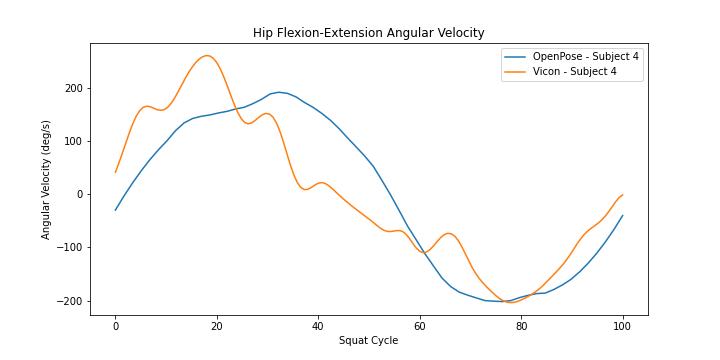 Hip Flexion-Extension Angular Velocity
OpenPose - Subject 4
Vicon - Subject 4
Angular Velocity (deg/s)
200
100
0
−100
−200
0
20
40
60
80
100
Squat Cycle